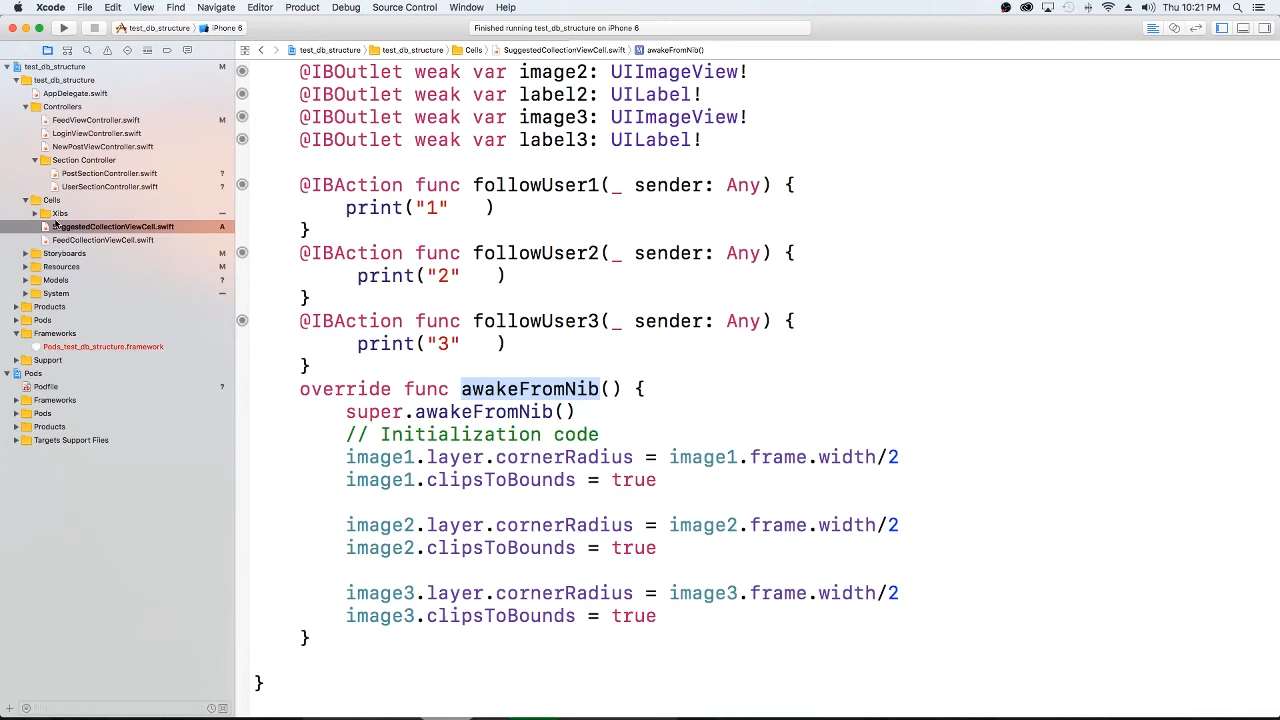 Xcode File Edit View Find Navigate Editor Product Debug Source Control Window Help Thu 10:21 PM
test_db_structure iPhone 6 Finished running test_db_structure on iPhone 6
test_db_structure test_db_structure Cells SuggestedCollectionViewCell.swift M awakeFromNib()
test_db_structure M
test_db_structure
AppDelegate.swift
Controllers
FeedViewController.swift M
LoginViewController.swift
NewPostViewController.swift
Section Controller
PostSectionController.swift ?
UserSectionController.swift ?
Cells
Xibs
SuggestedCollectionViewCell.swift A
FeedCollectionViewCell.swift
Storyboards M
Resources M
Models ?
System
Products
Pods
Frameworks
Pods_test_db_structure.framework
Support
Pods
Podfile ?
Frameworks
Pods
Products
Targets Support Files
@IBOutlet weak var image2: UIImageView!
@IBOutlet weak var label2: UILabel!
@IBOutlet weak var image3: UIImageView!
@IBOutlet weak var label3: UILabel!
@IBAction func followUser1(_ sender: Any) {
print("1" )
}
@IBAction func followUser2(_ sender: Any) {
print("2" )
}
@IBAction func followUser3(_ sender: Any) {
print("3" )
}
override func awakeFromNib() {
super.awakeFromNib()
// Initialization code
image1.layer.cornerRadius = image1.frame.width/2
image1.clipsToBounds = true
image2.layer.cornerRadius = image2.frame.width/2
image2.clipsToBounds = true
image3.layer.cornerRadius = image3.frame.width/2
image3.clipsToBounds = true
}
}